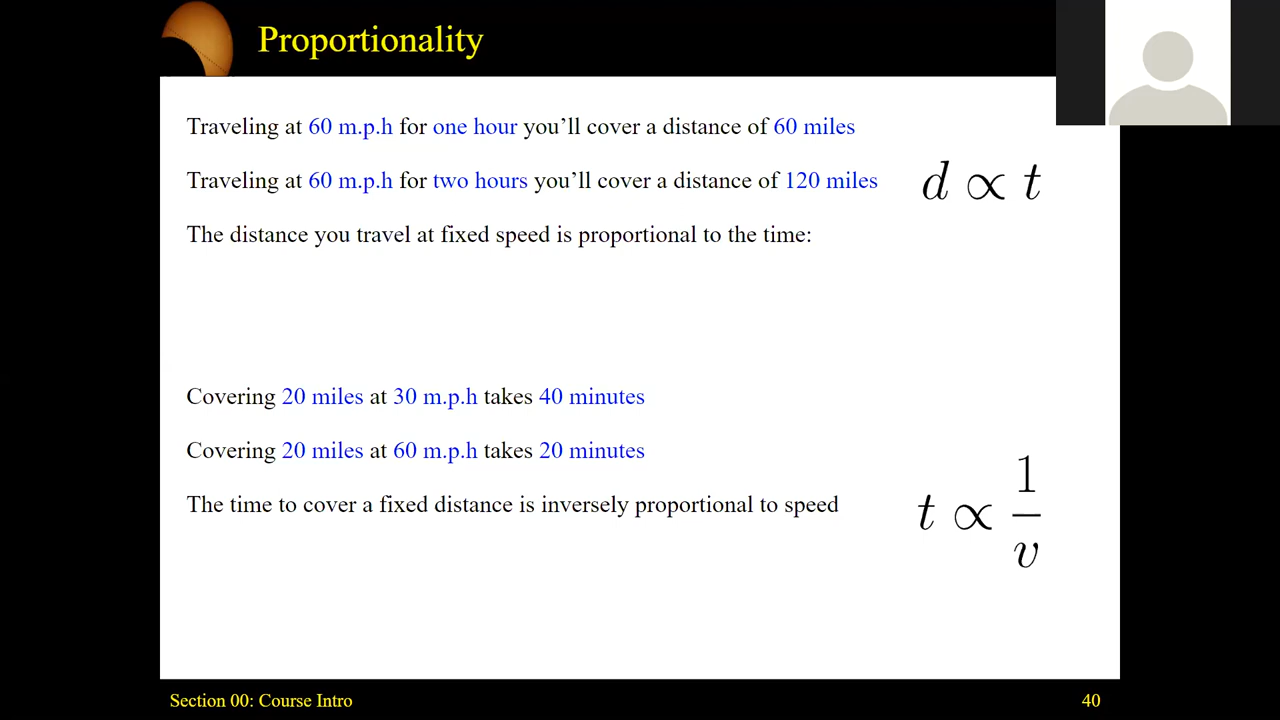 Proportionality
Traveling at 60 m.p.h for one hour you'll cover a distance of 60 miles
Traveling at 60 m.p.h for two hours you'll cover a distance of 120 miles
d ∝ t
The distance you travel at fixed speed is proportional to the time:
Covering 20 miles at 30 m.p.h takes 40 minutes
Covering 20 miles at 60 m.p.h takes 20 minutes
The time to cover a fixed distance is inversely proportional to speed
t ∝ 1/v
Section 00: Course Intro
40